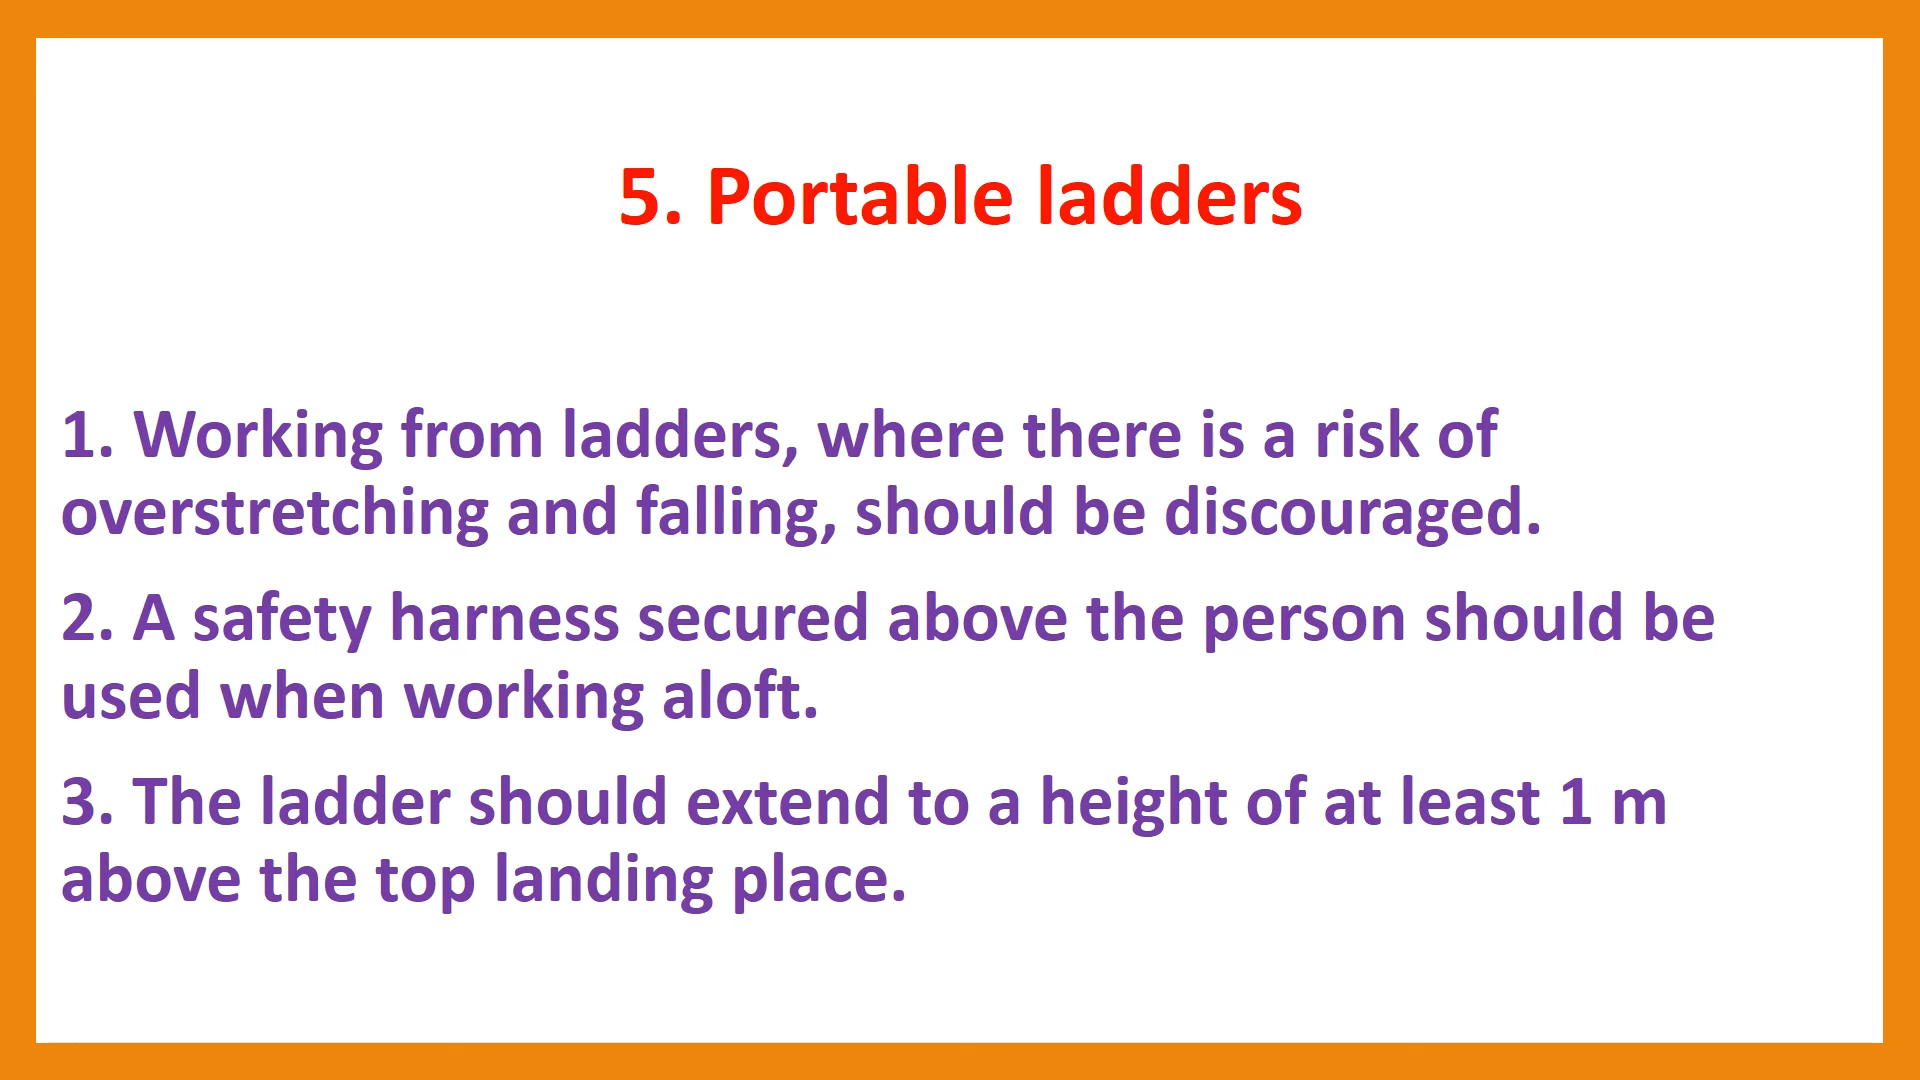 5. Portable ladders
1. Working from ladders, where there is a risk of
overstretching and falling, should be discouraged.
2. A safety harness secured above the person should be
used when working aloft.
3. The ladder should extend to a height of at least 1 m
above the top landing place.